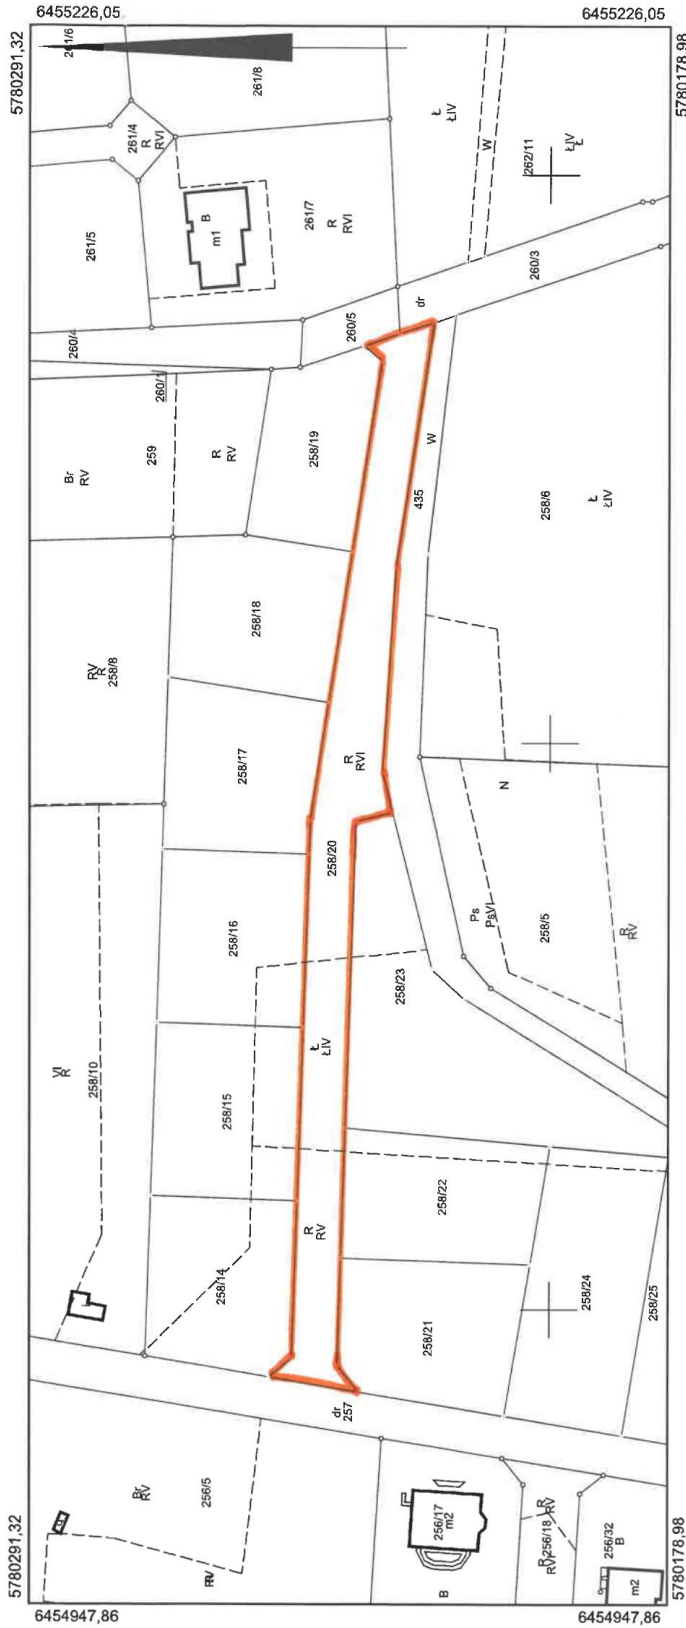 6455226,05
6455226,05
5780291,32
5780178,98
261/6
261/8
261/4
R
RVI
Ł
ŁIV
W
262/11
ŁIV
Ł
261/5
B
m1
261/7
R
RVI
260/3
260/4
260/5
dr
260/1
Br
RV
259
R
RV
258/19
W
435
258/6
Ł
ŁIV
RV
R
258/8
258/18
258/17
R
RVI
N
258/20
Ps
PsVI
258/5
R
RV
258/16
258/23
VI
R
258/10
Ł
ŁIV
258/15
258/22
R
RV
258/14
258/24
258/21
258/25
dr
257
Br
RV
256/5
256/17
m2
R
RV
R
RVI
256/18
256/32
B
B
m2
5780291,32
5780178,98
6454947,86
6454947,86